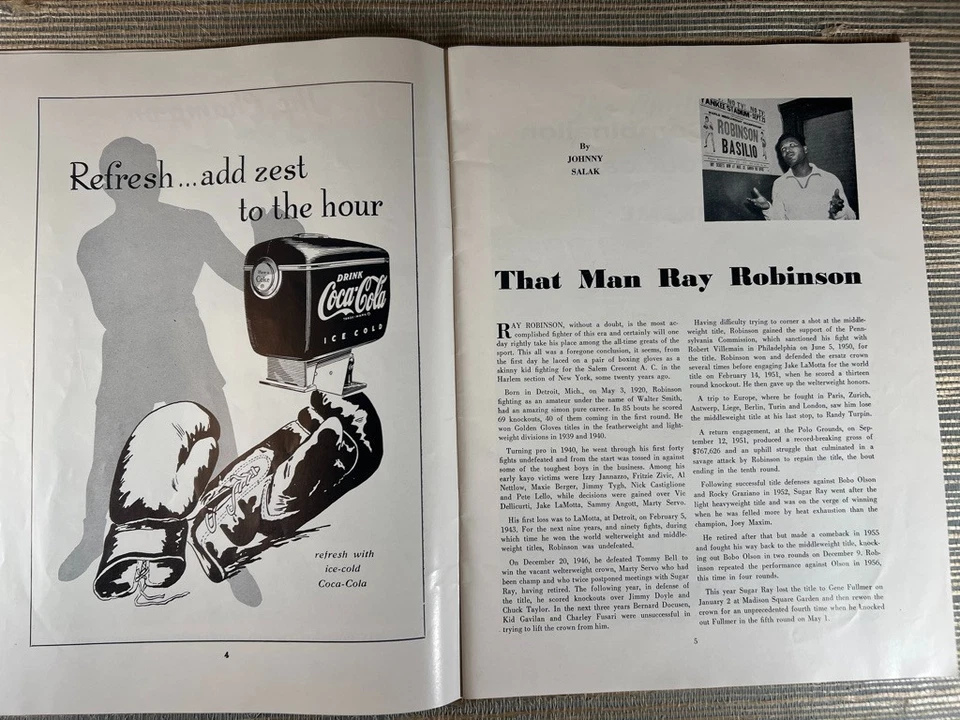 Refresh...add zest
to the hour
DRINK
Coca-Cola
ICE COLD
refresh with
ice-cold
Coca-Cola
4
By
JOHNNY
SALAK
YANKEE STADIUM
ROBINSON
BASILIO
That Man Ray Robinson
RAY ROBINSON, without a doubt, is the most ac-
complished fighter of this era and certainly will one
day rightly take his place among the all-time greats of the
sport. This all was a foregone conclusion, it seems, from
the first day he laced on a pair of boxing gloves as a
skinny kid fighting for the Salem Crescent A. C. in the
Harlem section of New York, some twenty years ago.
Born in Detroit, Mich., on May 3, 1920, Robinson
fighting as an amateur under the name of Walter Smith,
had an amazing simon pure career. In 85 bouts he scored
69 knockouts, 40 of them coming in the first round. He
won Golden Gloves titles in the featherweight and light-
weight divisions in 1939 and 1940.
Turning pro in 1940, he went through his first forty
fights undefeated and from the start was tossed in against
some of the toughest boys in the business. Among his
early kayo victims were Izzy Jannazzo, Fritzie Zivic, Al
Nettlow, Maxie Berger, Jimmy Tygh, Nick Castiglione
and Pete Lello, while decisions were gained over Vic
Dellicurti, Jake LaMotta, Sammy Angott, Marty Servo.
His first loss was to LaMotta, at Detroit, on February 5,
1943. For the next nine years, and ninety fights, during
which time he won the world welterweight and middle-
weight titles, Robinson was undefeated.
On December 20, 1946, he defeated Tommy Bell to
win the vacant welterweight crown, Marty Servo who had
been champ and who twice postponed meetings with Sugar
Ray, having retired. The following year, in defense of
the title, he scored knockouts over Jimmy Doyle and
Chuck Taylor. In the next three years Bernard Docusen,
Kid Gavilan and Charley Fusari were unsuccessful in
trying to lift the crown from him.
Having difficulty trying to corner a shot at the middle-
weight title, Robinson gained the support of the Penn-
sylvania Commission, which sanctioned his fight with
Robert Villemain in Philadelphia on June 5, 1950, for
the title. Robinson won and defended the ersatz crown
several times before engaging Jake LaMotta for the world
title on February 14, 1951, when he scored a thirteen
round knockout. He then gave up the welterweight honors.
A trip to Europe, where he fought in Paris, Zurich,
Antwerp, Liege, Berlin, Turin and London, saw him lose
the middleweight title at his last stop, to Randy Turpin.
A return engagement, at the Polo Grounds, on Sep-
tember 12, 1951, produced a record-breaking gross of
$767,626 and an uphill struggle that culminated in a
savage attack by Robinson to regain the title, the bout
ending in the tenth round.
Following successful title defenses against Bobo Olson
and Rocky Graziano in 1952, Sugar Ray went after the
light heavyweight title and was on the verge of winning
when he was felled more by heat exhaustion than the
champion, Joey Maxim.
He retired after that but made a comeback in 1955
and fought his way back to the middleweight title, knock-
ing out Bobo Olson in two rounds on December 9. Rob-
inson repeated the performance against Olson in 1956,
this time in four rounds.
This year Sugar Ray lost the title to Gene Fullmer on
January 2 at Madison Square Garden and then rewon the
crown for an unprecedented fourth time when he knocked
out Fullmer in the fifth round on May 1.
5